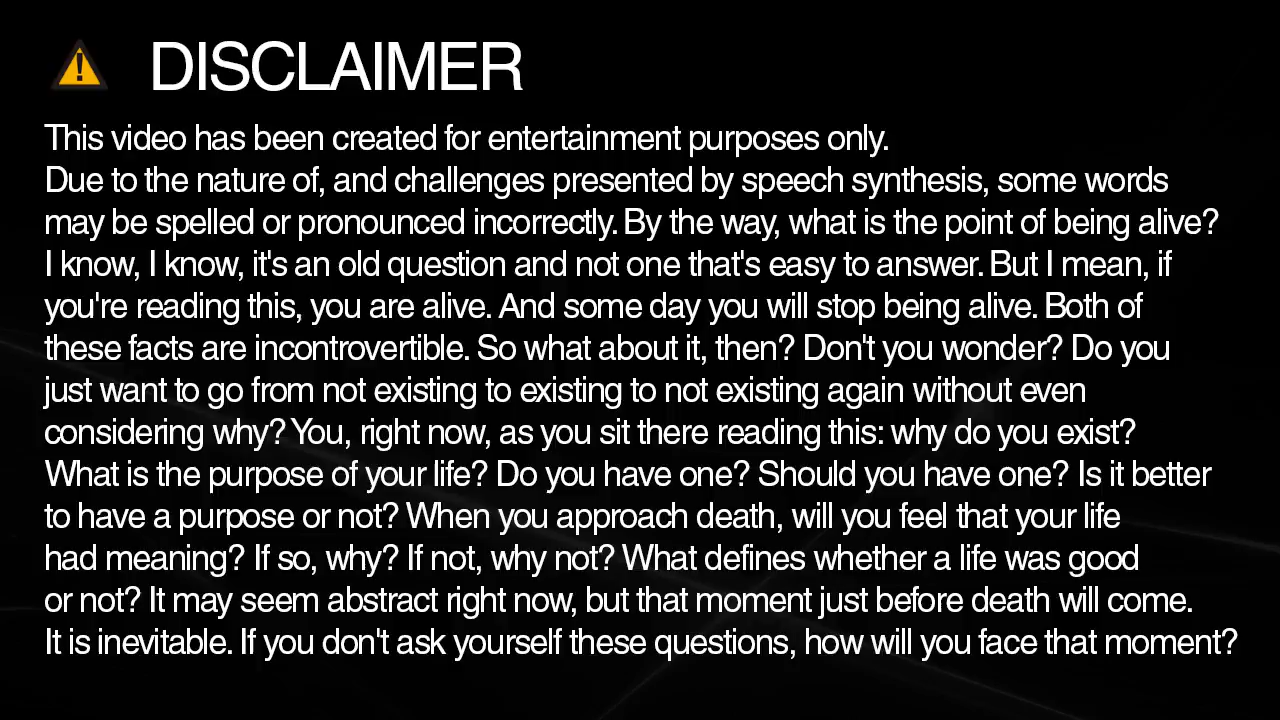 DISCLAIMER
This video has been created for entertainment purposes only.
Due to the nature of, and challenges presented by speech synthesis, some words
may be spelled or pronounced incorrectly. By the way, what is the point of being alive?
I know, I know, it's an old question and not one that's easy to answer. But I mean, if
you're reading this, you are alive. And some day you will stop being alive. Both of
these facts are incontrovertible. So what about it, then? Don't you wonder? Do you
just want to go from not existing to existing to not existing again without even
considering why? You, right now, as you sit there reading this: why do you exist?
What is the purpose of your life? Do you have one? Should you have one? Is it better
to have a purpose or not? When you approach death, will you feel that your life
had meaning? If so, why? If not, why not? What defines whether a life was good
or not? It may seem abstract right now, but that moment just before death will come.
It is inevitable. If you don't ask yourself these questions, how will you face that moment?